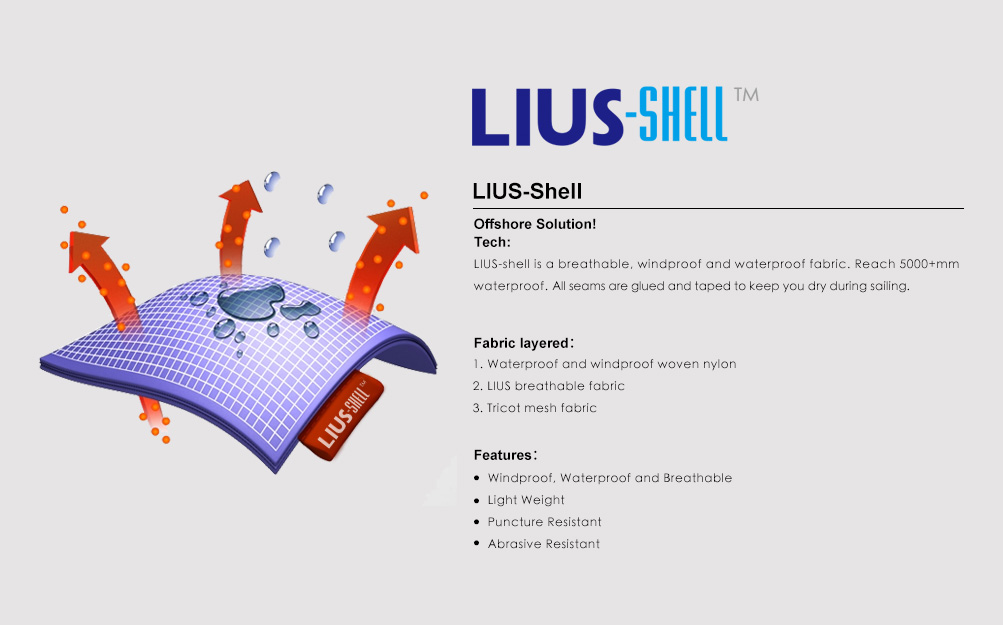 LIUS-SHELL TM
LIUS-Shell
Offshore Solution!
Tech:
LIUS-shell is a breathable, windproof and waterproof fabric. Reach 5000+mm
waterproof. All seams are glued and taped to keep you dry during sailing.
Fabric layered:
1. Waterproof and windproof woven nylon
2. LIUS breathable fabric
3. Tricot mesh fabric
LIUS-SHELL TM
Features:
• Windproof, Waterproof and Breathable
• Light Weight
• Puncture Resistant
• Abrasive Resistant